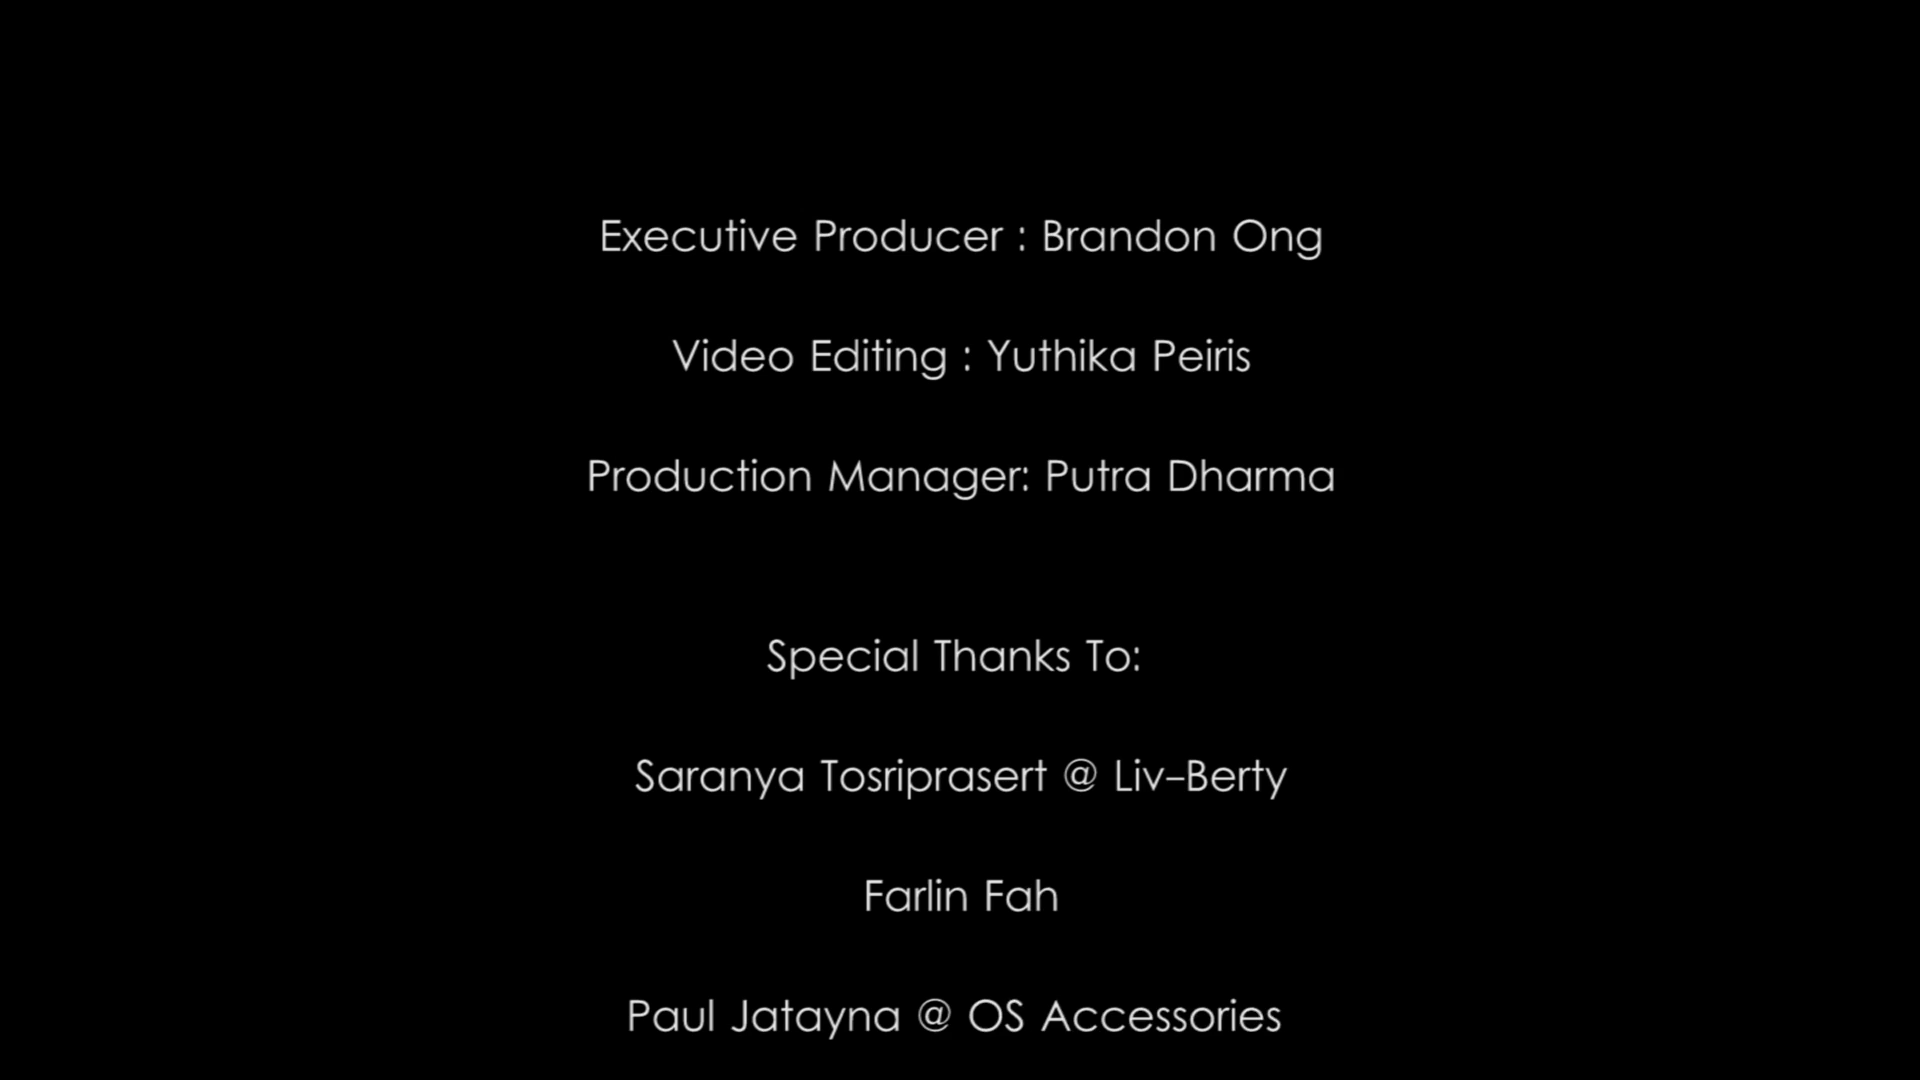 Executive Producer : Brandon Ong
Video Editing : Yuthika Peiris
Production Manager: Putra Dharma
Special Thanks To:
Saranya Tosriprasert @ Liv-Berty
Farlin Fah
Paul Jatayna @ OS Accessories